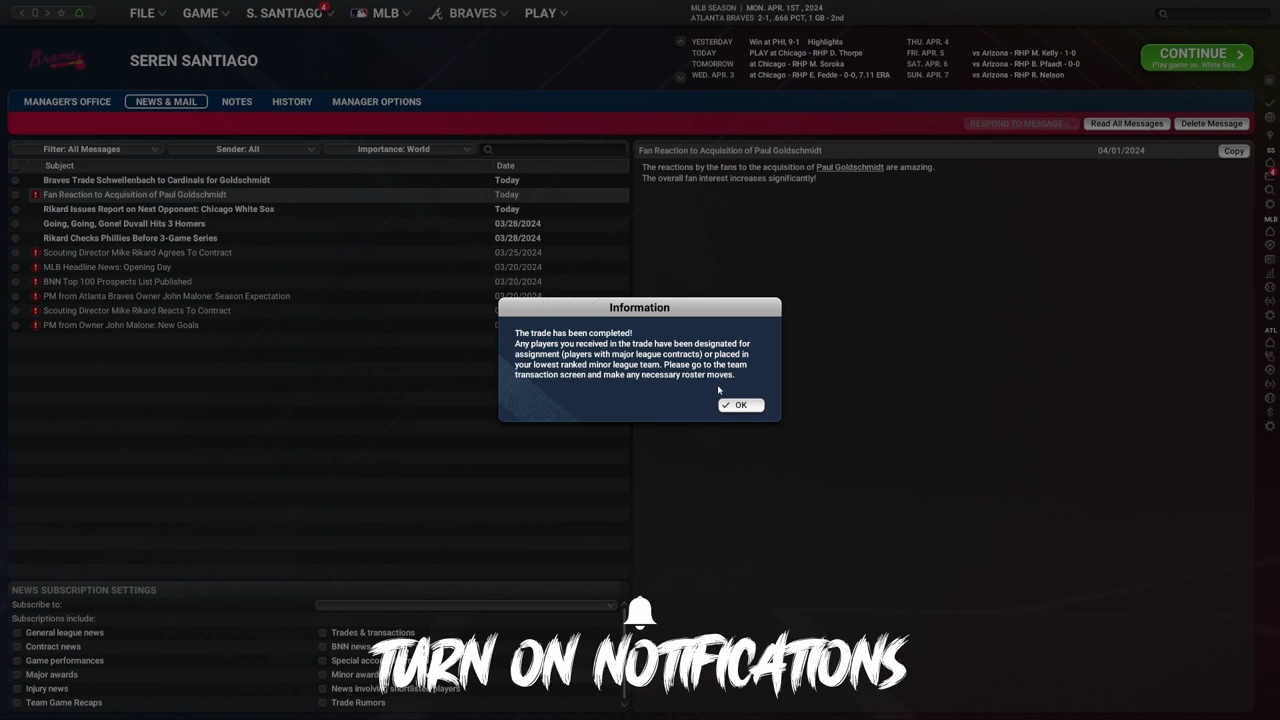 FILE
GAME
S. SANTIAGO
4
MLB
BRAVES
PLAY
MLB SEASON | MON. APR. 1ST , 2024
ATLANTA BRAVES 2-1, .666 PCT, 1 GB - 2nd
Braves
SEREN SANTIAGO
YESTERDAY Win at PHI, 9-1 Highlights
TODAY PLAY at Chicago - RHP D. Thorpe
TOMORROW at Chicago - RHP M. Soroka
WED. APR. 3 at Chicago - RHP E. Fedde - 0-0, 7.11 ERA
THU. APR. 4
FRI. APR. 5 vs Arizona - RHP M. Kelly - 1-0
SAT. APR. 6 vs Arizona - RHP B. Pfaadt - 0-0
SUN. APR. 7 vs Arizona - RHP R. Nelson
CONTINUE
Play game vs. White Sox...
MANAGER'S OFFICE
NEWS & MAIL
NOTES
HISTORY
MANAGER OPTIONS
RESPOND TO MESSAGE...
Read All Messages
Delete Message
Filter: All Messages
Sender: All
Importance: World
Subject Date
Braves Trade Schwellenbach to Cardinals for Goldschmidt Today
Fan Reaction to Acquisition of Paul Goldschmidt Today
Rikard Issues Report on Next Opponent: Chicago White Sox Today
Going, Going, Gone! Duvall Hits 3 Homers 03/28/2024
Rikard Checks Phillies Before 3-Game Series 03/28/2024
Scouting Director Mike Rikard Agrees To Contract 03/25/2024
MLB Headline News: Opening Day 03/20/2024
BNN Top 100 Prospects List Published 03/20/2024
PM from Atlanta Braves Owner John Malone: Season Expectation 03/20/2024
Scouting Director Mike Rikard Reacts To Contract
PM from Owner John Malone: New Goals
Fan Reaction to Acquisition of Paul Goldschmidt 04/01/2024
Copy
The reactions by the fans to the acquisition of Paul Goldschmidt are amazing.
The overall fan interest increases significantly!
Information
The trade has been completed!
Any players you received in the trade have been designated for
assignment (players with major league contracts) or placed in
your lowest ranked minor league team. Please go to the team
transaction screen and make any necessary roster moves.
OK
NEWS SUBSCRIPTION SETTINGS
Subscribe to:
Subscriptions include:
General league news
Contract news
Game performances
Major awards
Injury news
Team Game Recaps
Trades & transactions
BNN news
Special acco
Minor award
News involving shortlisted players
Trade Rumors
SS
4
MLB
ATL
TURN ON NOTIFICATIONS